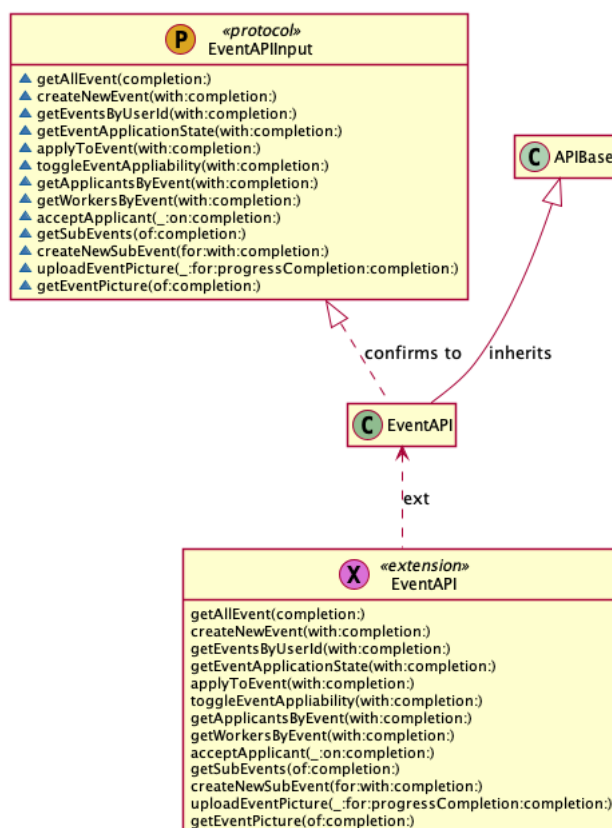 P «protocol»
EventAPIInput
getAllEvent(completion:)
createNewEvent(with:completion:)
getEventsByUserId(with:completion:)
getEventApplicationState(with:completion:)
applyToEvent(with:completion:)
toggleEventAppliability(with:completion:)
getApplicantsByEvent(with:completion:)
getWorkersByEvent(with:completion:)
acceptApplicant(_:on:completion:)
getSubEvents(of:completion:)
createNewSubEvent(for:with:completion:)
uploadEventPicture(_:for:progressCompletion:completion:)
getEventPicture(of:completion:)
C APIBase
confirms to
inherits
C EventAPI
ext
X «extension»
EventAPI
getAllEvent(completion:)
createNewEvent(with:completion:)
getEventsByUserId(with:completion:)
getEventApplicationState(with:completion:)
applyToEvent(with:completion:)
toggleEventAppliability(with:completion:)
getApplicantsByEvent(with:completion:)
getWorkersByEvent(with:completion:)
acceptApplicant(_:on:completion:)
getSubEvents(of:completion:)
createNewSubEvent(for:with:completion:)
uploadEventPicture(_:for:progressCompletion:completion:)
getEventPicture(of:completion:)